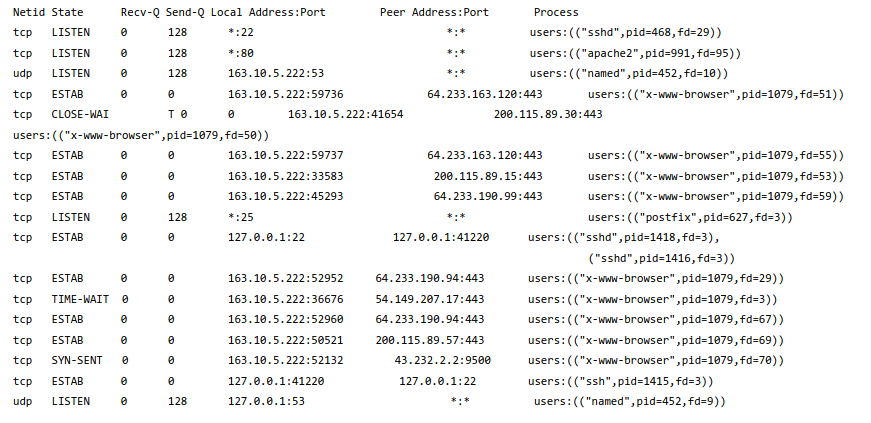 Netid State Recv-Q Send-Q Local Address:Port Peer Address:Port Process
tcp LISTEN 0 128 *:22 *:* users:(("sshd",pid=468,fd=29))
tcp LISTEN 0 128 *:80 *:* users:(("apache2",pid=991,fd=95))
udp LISTEN 0 128 163.10.5.222:53 *:* users:(("named",pid=452,fd=10))
tcp ESTAB 0 0 163.10.5.222:59736 64.233.163.120:443 users:(("x-www-browser",pid=1079,fd=51))
tcp CLOSE-WAI T 0 0 163.10.5.222:41654 200.115.89.30:443
users:(("x-www-browser",pid=1079,fd=50))
tcp ESTAB 0 0 163.10.5.222:59737 64.233.163.120:443 users:(("x-www-browser",pid=1079,fd=55))
tcp ESTAB 0 0 163.10.5.222:33583 200.115.89.15:443 users:(("x-www-browser",pid=1079,fd=53))
tcp ESTAB 0 0 163.10.5.222:45293 64.233.190.99:443 users:(("x-www-browser",pid=1079,fd=59))
tcp LISTEN 0 128 *:25 *:* users:(("postfix",pid=627,fd=3))
tcp ESTAB 0 0 127.0.0.1:22 127.0.0.1:41220 users:(("sshd",pid=1418,fd=3),
("sshd",pid=1416,fd=3))
tcp ESTAB 0 0 163.10.5.222:52952 64.233.190.94:443 users:(("x-www-browser",pid=1079,fd=29))
tcp TIME-WAIT 0 0 163.10.5.222:36676 54.149.207.17:443 users:(("x-www-browser",pid=1079,fd=3))
tcp ESTAB 0 0 163.10.5.222:52960 64.233.190.94:443 users:(("x-www-browser",pid=1079,fd=67))
tcp ESTAB 0 0 163.10.5.222:50521 200.115.89.57:443 users:(("x-www-browser",pid=1079,fd=69))
tcp SYN-SENT 0 0 163.10.5.222:52132 43.232.2.2:9500 users:(("x-www-browser",pid=1079,fd=70))
tcp ESTAB 0 0 127.0.0.1:41220 127.0.0.1:22 users:(("ssh",pid=1415,fd=3))
udp LISTEN 0 128 127.0.0.1:53 *:* users:(("named",pid=452,fd=9))